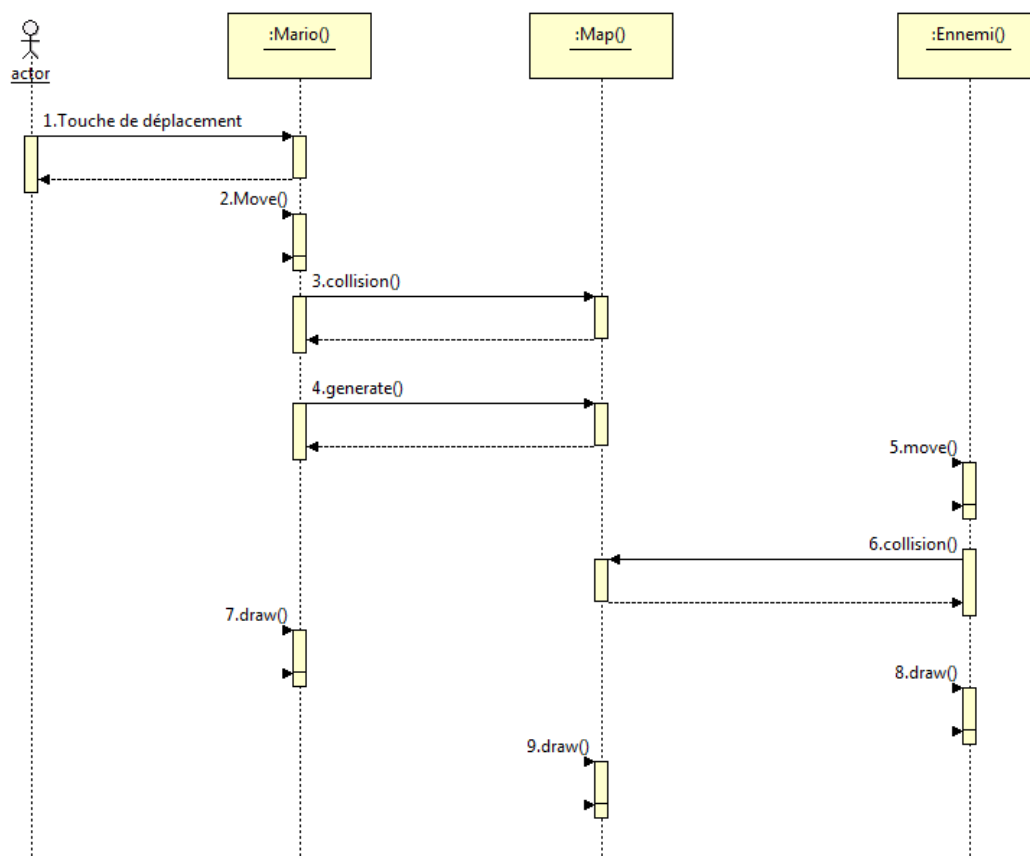 actor
:Mario()
:Map()
:Ennemi()
1.Touche de déplacement
2.Move()
3.collision()
4.generate()
5.move()
6.collision()
7.draw()
8.draw()
9.draw()